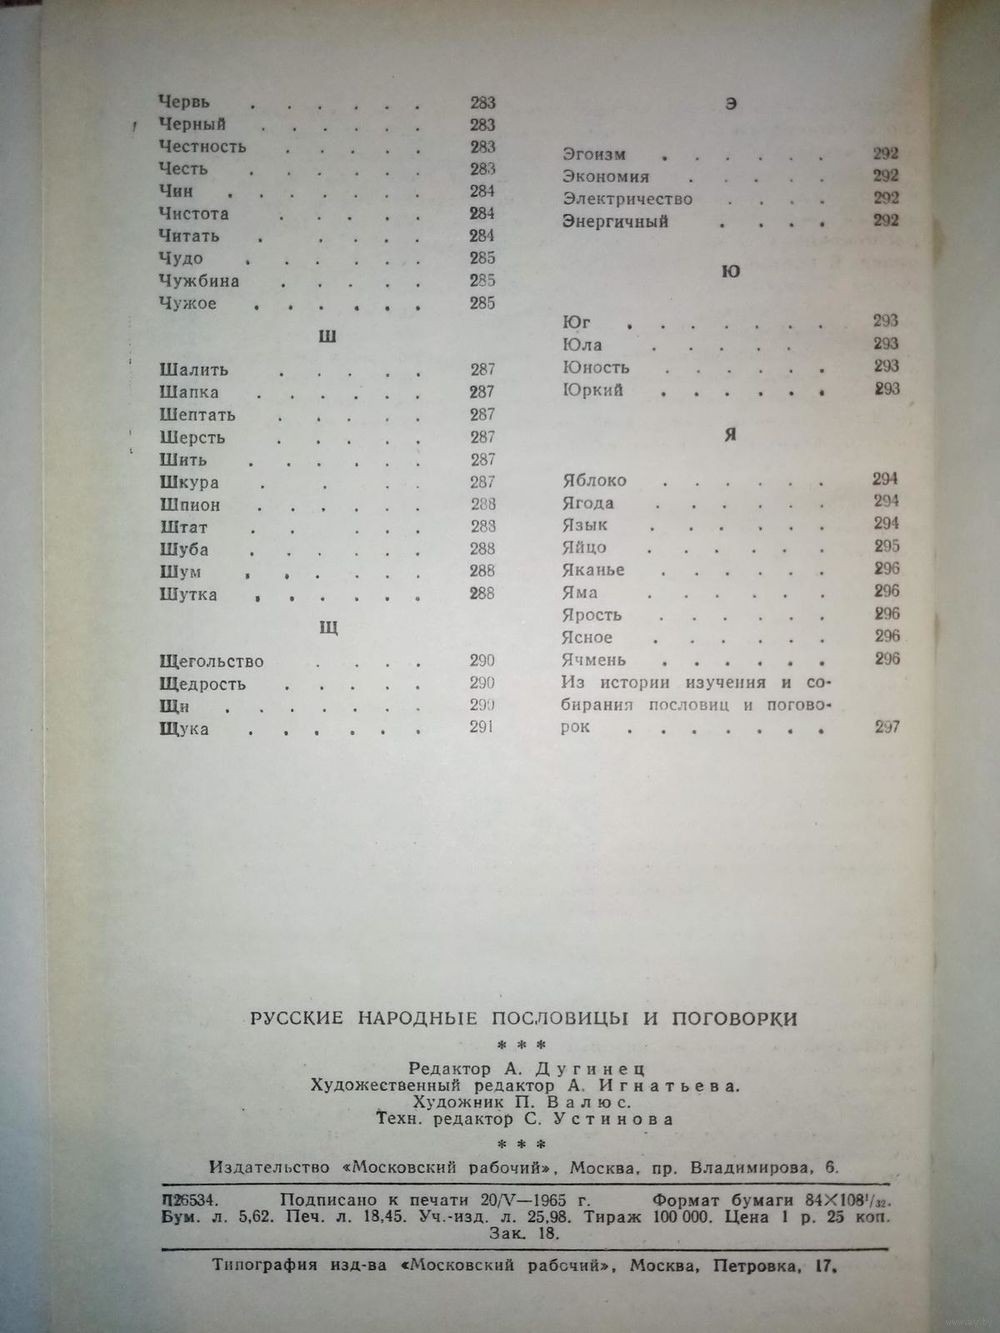 Червь . . . . . . 283
Черный . . . . . . 283
Честность . . . . . 283
Честь . . . . . . 283
Чин . . . . . . . 284
Чистота . . . . . 284
Читать . . . . . 284
Чудо . . . . . . 285
Чужбина . . . . . 285
Чужое . . . . . . 285
Ш
Шалить . . . . . 287
Шапка . . . . . . 287
Шептать . . . . . 287
Шерсть . . . . . 287
Шить . . . . . . 287
Шкура . . . . 287
Шпион . . . . . . 288
Штат . . . . . . 288
Шуба . . . . . . 288
Шум . . . . . . 288
Шутка . . . . . . 288
Щ
Щегольство . . . . 290
Щедрость . . . . . 290
Щи . . . . . . . 290
Щука . . . . . . 291
Э
Эгоизм . . . . . . 292
Экономия . . . . . 292
Электричество . . . . 292
Энергичный . . . . 292
Ю
Юг . . . . . . . 293
Юла . . . . . 293
Юность . . . . . . 293
Юркий . . . . . . 293
Я
Яблоко . . . . . . 294
Ягода . . . . . . 294
Язык . . . . . . 294
Яйцо . . . . . . 295
Яканье . . . . . . 296
Яма . . . . . . 296
Ярость . . . . . . 296
Ясное . . . . . . 296
Ячмень . . . . . . 296
Из истории изучения и со-
бирания пословиц и погово-
рок . . . . . . . 297
РУССКИЕ НАРОДНЫЕ ПОСЛОВИЦЫ И ПОГОВОРКИ
* * *
Редактор А. Дугинец
Художественный редактор А. Игнатьева.
Художник П. Валюс.
Техн. редактор С. Устинова
* * *
Издательство «Московский рабочий», Москва, пр. Владимирова, 6.
Л26534. Подписано к печати 20/V—1965 г. Формат бумаги 84×108¹/₃₂.
Бум. л. 5,62. Печ. л. 18,45. Уч.-изд. л. 25,98. Тираж 100 000. Цена 1 р. 25 коп.
Зак. 18.
Типография изд-ва «Московский рабочий», Москва, Петровка, 17.